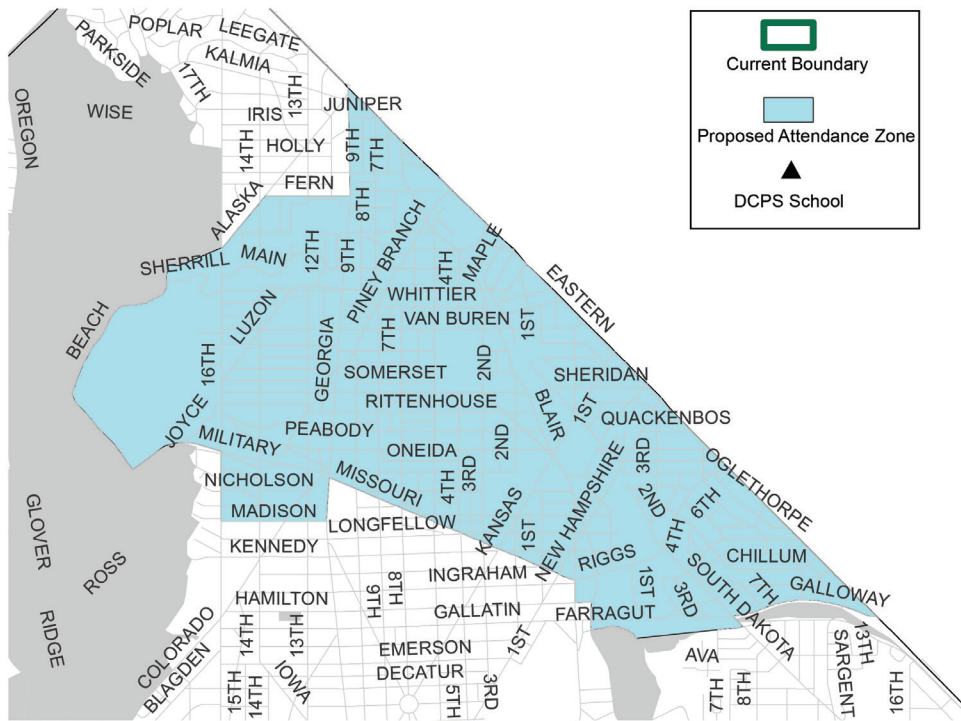 POPLAR
LEEGATE
PARKSIDE
KALMIA
17TH
13TH
JUNIPER
OREGON
WISE
IRIS
14TH
HOLLY
9TH
7TH
FERN
8TH
ALASKA
SHERRILL
MAIN
12TH
9TH
PINEY BRANCH
4TH
MAPLE
EASTERN
WHITTIER
VAN BUREN
1ST
BEACH
LUZON
GEORGIA
7TH
16TH
SOMERSET
2ND
SHERIDAN
RITTENHOUSE
BLAIR
1ST
QUACKENBOS
JOYCE
MILITARY
PEABODY
ONEIDA
2ND
3RD
OGLETHORPE
NICHOLSON
MISSOURI
4TH
3RD
NEW HAMPSHIRE
2ND
6TH
MADISON
LONGFELLOW
KANSAS
1ST
4TH
GLOVER
KENNEDY
RIGGS
CHILLUM
ROSS
INGRAHAM
SOUTH DAKOTA
7TH
GALLOWAY
8TH
9TH
1ST
3RD
HAMILTON
GALLATIN
FARRAGUT
RIDGE
COLORADO
14TH
13TH
EMERSON
1ST
13TH
SARGENT
BLAGDEN
IOWA
DECATUR
AVA
15TH
14TH
5TH
3RD
7TH
8TH
16TH
Current Boundary
Proposed Attendance Zone
DCPS School